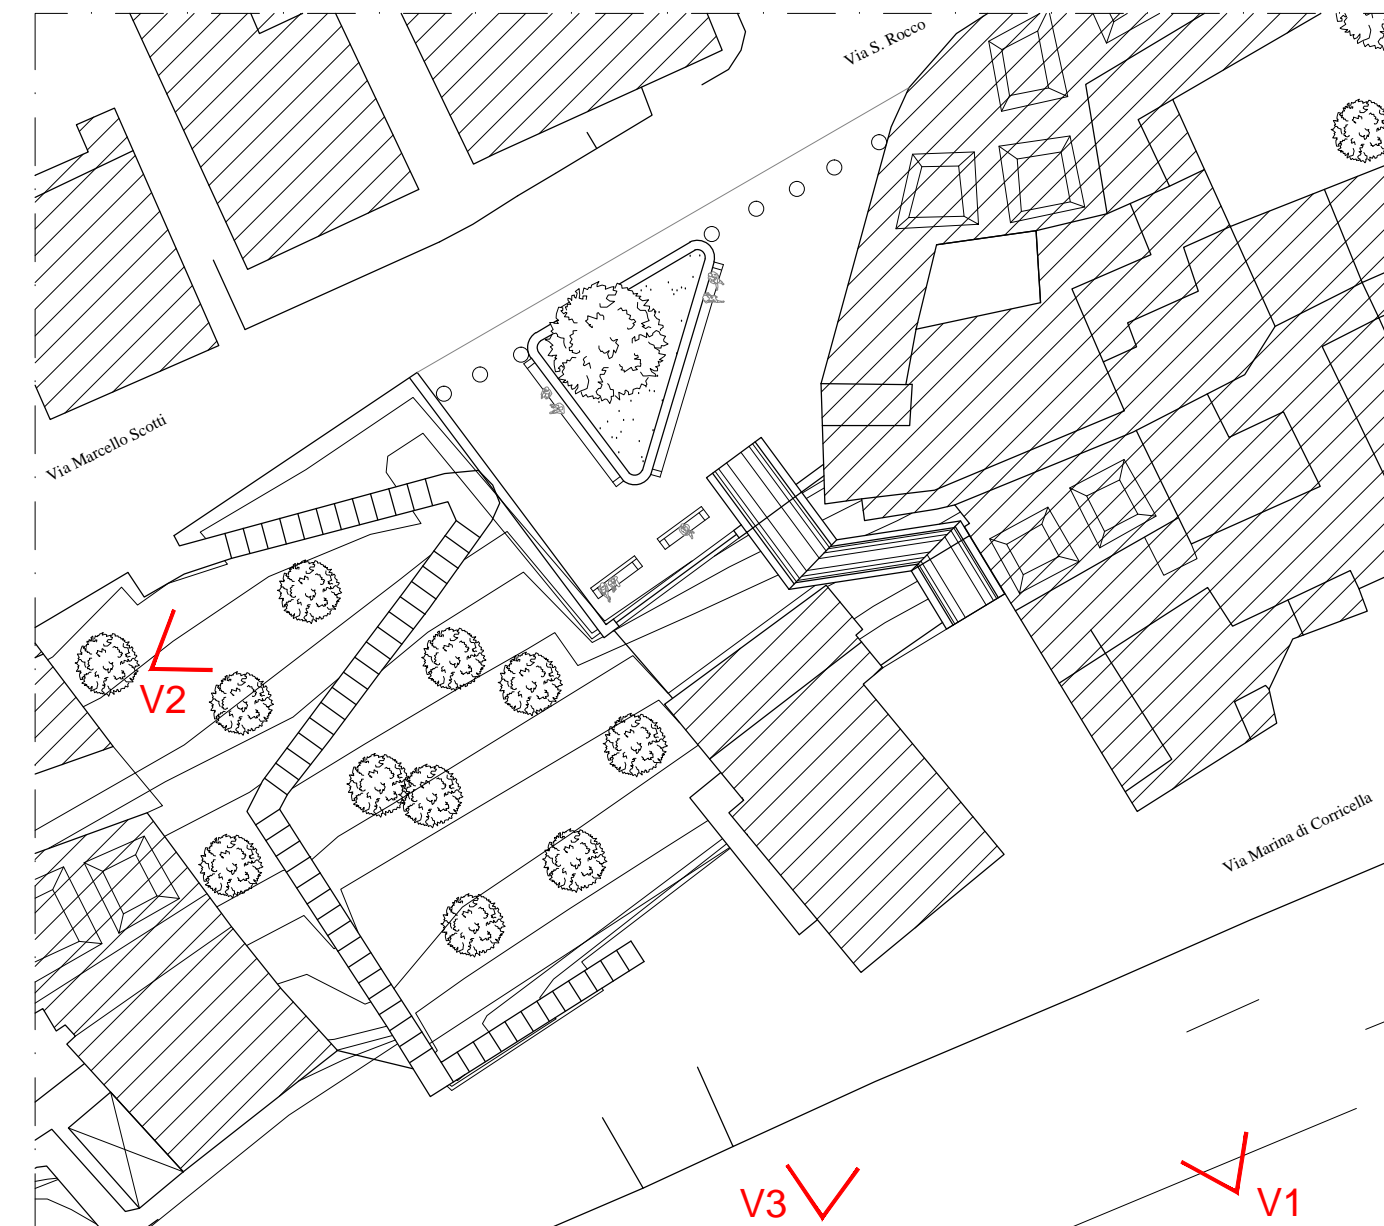 Via S. Rocco
Via Marcello Scotti
V2
Via Marina di Corricella
V3
V1